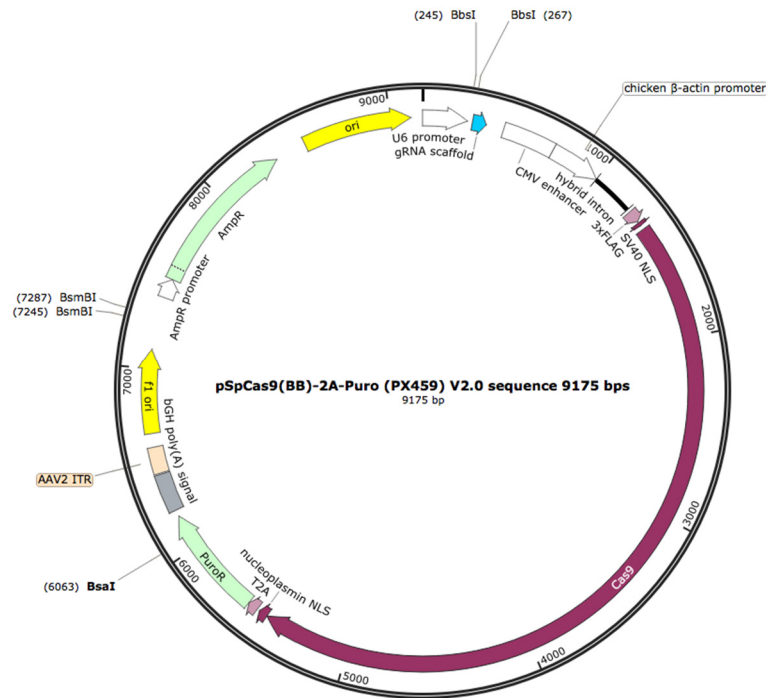 (245) BbsI
BbsI (267)
chicken β-actin promoter
9000
ori
U6 promoter
gRNA scaffold
CMV enhancer
hybrid intron
1000
3xFLAG
SV40 NLS
8000
AmpR
AmpR promoter
(7287) BsmBI
(7245) BsmBI
2000
7000
f1 ori
pSpCas9(BB)-2A-Puro (PX459) V2.0 sequence 9175 bps
9175 bp
bGH poly(A) signal
AAV2 ITR
3000
PuroR
nucleoplasmin NLS
T2A
6000
(6063) BsaI
Cas9
4000
5000